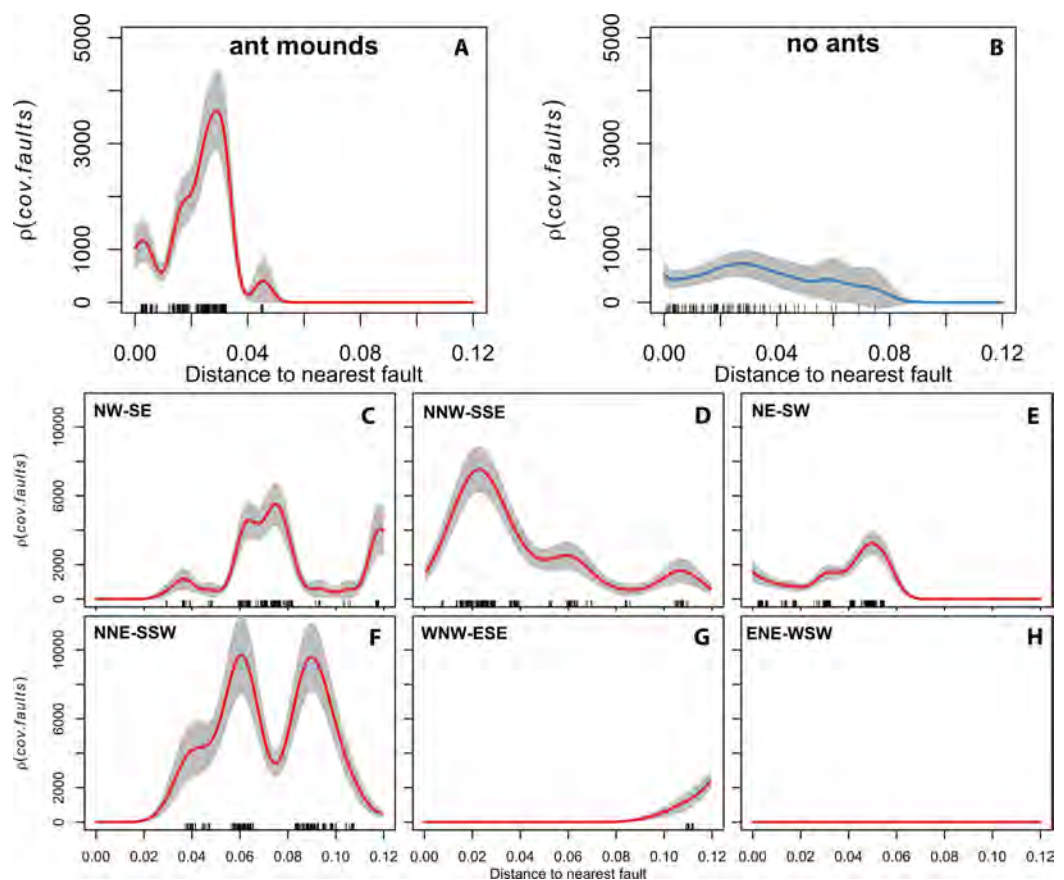 ant mounds A
ρ(cov.faults)
5000
3000
1000
0
0.00 0.04 0.08 0.12
Distance to nearest fault
no ants B
ρ(cov.faults)
5000
3000
1000
0
0.00 0.04 0.08 0.12
Distance to nearest fault
NW-SE C
ρ(cov.faults)
10000
6000
2000
0
NNW-SSE D
NE-SW E
NNE-SSW F
ρ(cov.faults)
10000
6000
2000
0
0.00 0.02 0.04 0.06 0.08 0.10 0.12
WNW-ESE G
0.00 0.02 0.04 0.06 0.08 0.10 0.12
ENE-WSW H
0.00 0.02 0.04 0.06 0.08 0.10 0.12
Distance to nearest fault